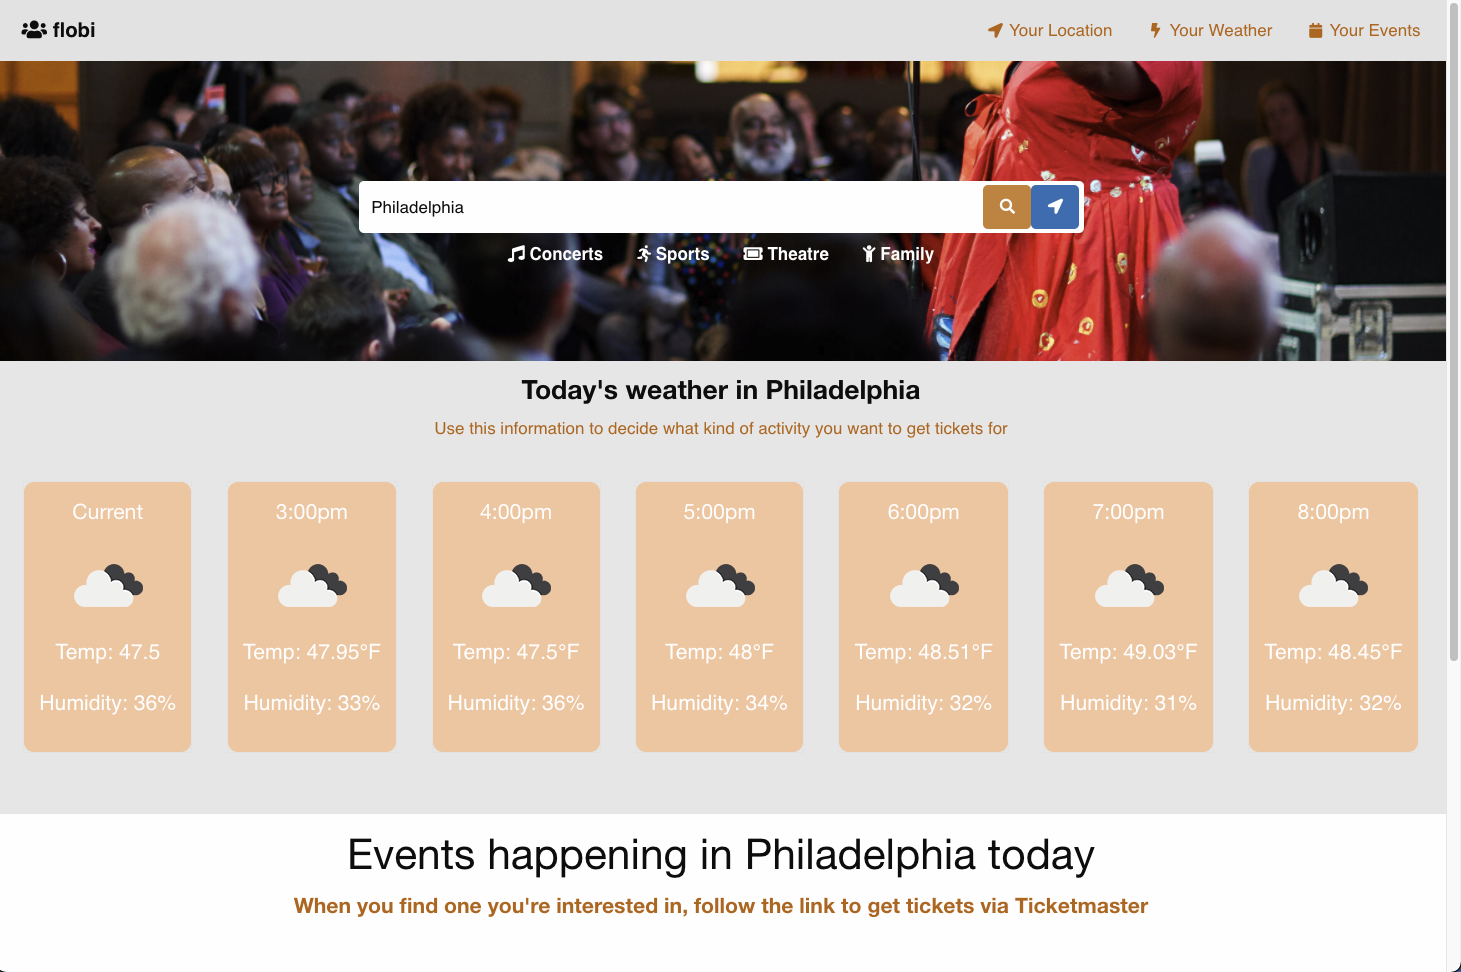 flobi
Your Location Your Weather Your Events
Philadelphia
Concerts Sports Theatre Family
Today's weather in Philadelphia
Use this information to decide what kind of activity you want to get tickets for
Current
Temp: 47.5
Humidity: 36%
3:00pm
Temp: 47.95°F
Humidity: 33%
4:00pm
Temp: 47.5°F
Humidity: 36%
5:00pm
Temp: 48°F
Humidity: 34%
6:00pm
Temp: 48.51°F
Humidity: 32%
7:00pm
Temp: 49.03°F
Humidity: 31%
8:00pm
Temp: 48.45°F
Humidity: 32%
Events happening in Philadelphia today
When you find one you're interested in, follow the link to get tickets via Ticketmaster